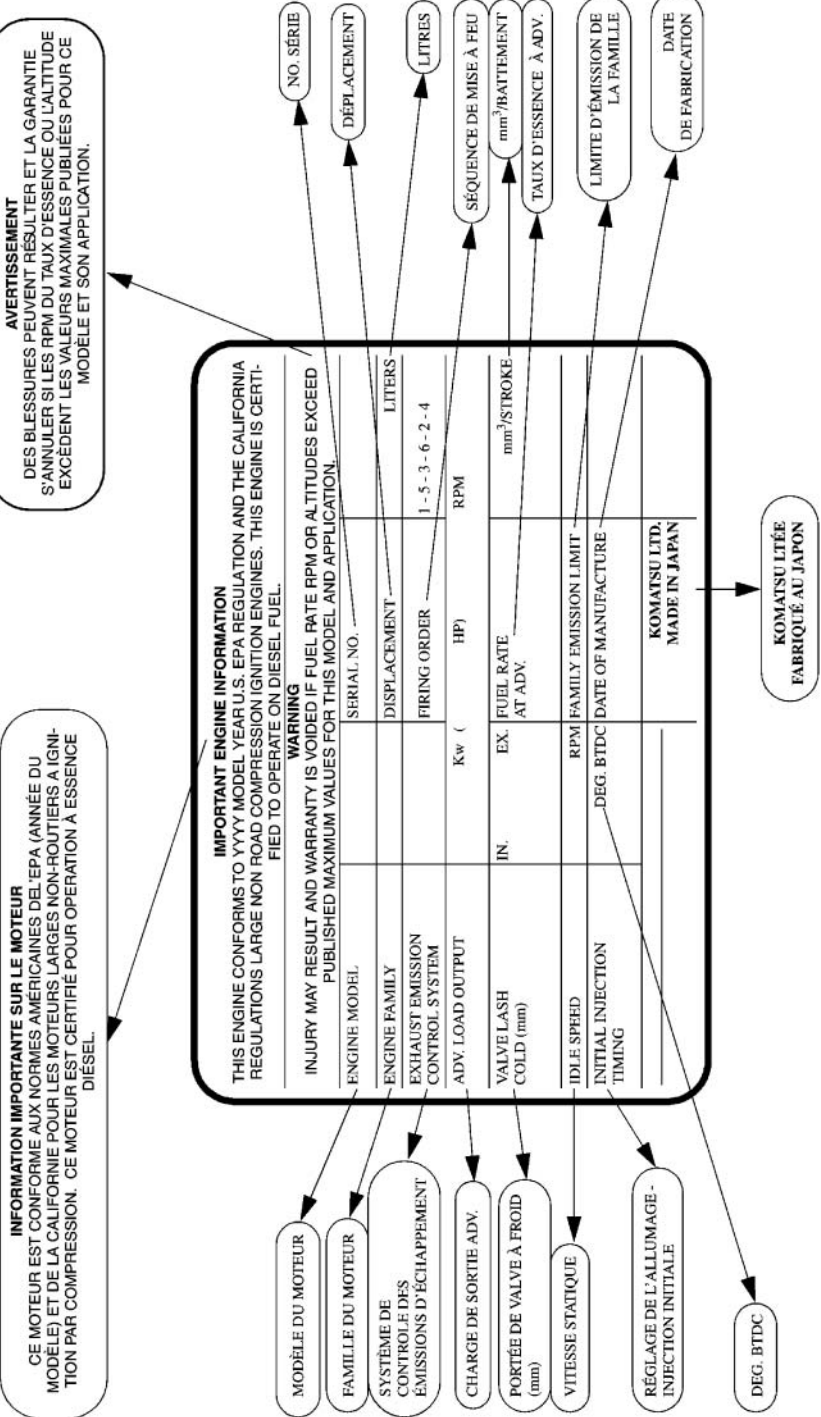 INFORMATION IMPORTANTE SUR LE MOTEUR
CE MOTEUR EST CONFORME AUX NORMES AMÉRICAINES DEL'EPA (ANNÉE DU
MODÈLE) ET DE LA CALIFORNIE POUR LES MOTEURS LARGES NON-ROUTIERS A IGNI-
TION PAR COMPRESSION. CE MOTEUR EST CERTIFIÉ POUR OPERATION À ESSENCE
DIÉSEL.
AVERTISSEMENT
DES BLESSURES PEUVENT RÉSULTER ET LA GARANTIE
S'ANNULER SI LES RPM DU TAUX D'ESSENCE OU L'ALTITUDE
EXCÈDENT LES VALEURS MAXIMALES PUBLIÉES POUR CE
MODÈLE ET SON APPLICATION.
IMPORTANT ENGINE INFORMATION
THIS ENGINE CONFORMS TO YYYY MODEL YEAR U.S. EPA REGULATION AND THE CALIFORNIA
REGULATIONS LARGE NON ROAD COMPRESSION IGNITION ENGINES. THIS ENGINE IS CERTI-
FIED TO OPERATE ON DIESEL FUEL.
WARNING
INJURY MAY RESULT AND WARRANTY IS VOIDED IF FUEL RATE RPM OR ALTITUDES EXCEED
PUBLISHED MAXIMUM VALUES FOR THIS MODEL AND APPLICATION.
ENGINE MODEL SERIAL NO.
ENGINE FAMILY DISPLACEMENT LITERS
EXHAUST EMISSION
CONTROL SYSTEM FIRING ORDER 1 - 5 - 3 - 6 - 2 - 4
ADV. LOAD OUTPUT Kw ( HP) RPM
VALVE LASH
COLD (mm) IN. EX. FUEL RATE
AT ADV. mm³/STROKE
IDLE SPEED RPM FAMILY EMISSION LIMIT
INITIAL INJECTION
TIMING DEG. BTDC DATE OF MANUFACTURE
KOMATSU LTD.
MADE IN JAPAN
MODÈLE DU MOTEUR
FAMILLE DU MOTEUR
SYSTÈME DE
CONTROLE DES
ÉMISSIONS D'ÉCHAPPEMENT
CHARGE DE SORTIE ADV.
PORTÉE DE VALVE À FROID
(mm)
VITESSE STATIQUE
RÉGLAGE DE L'ALLUMAGE -
INJECTION INITIALE
DEG. BTDC
NO. SÉRIE
DÉPLACEMENT
LITRES
SÉQUENCE DE MISE À FEU
mm³/BATTEMENT
TAUX D'ESSENCE À ADV.
LIMITE D'ÉMISSION DE
LA FAMILLE
DATE
DE FABRICATION
KOMATSU LTÉE
FABRIQUÉ AU JAPON